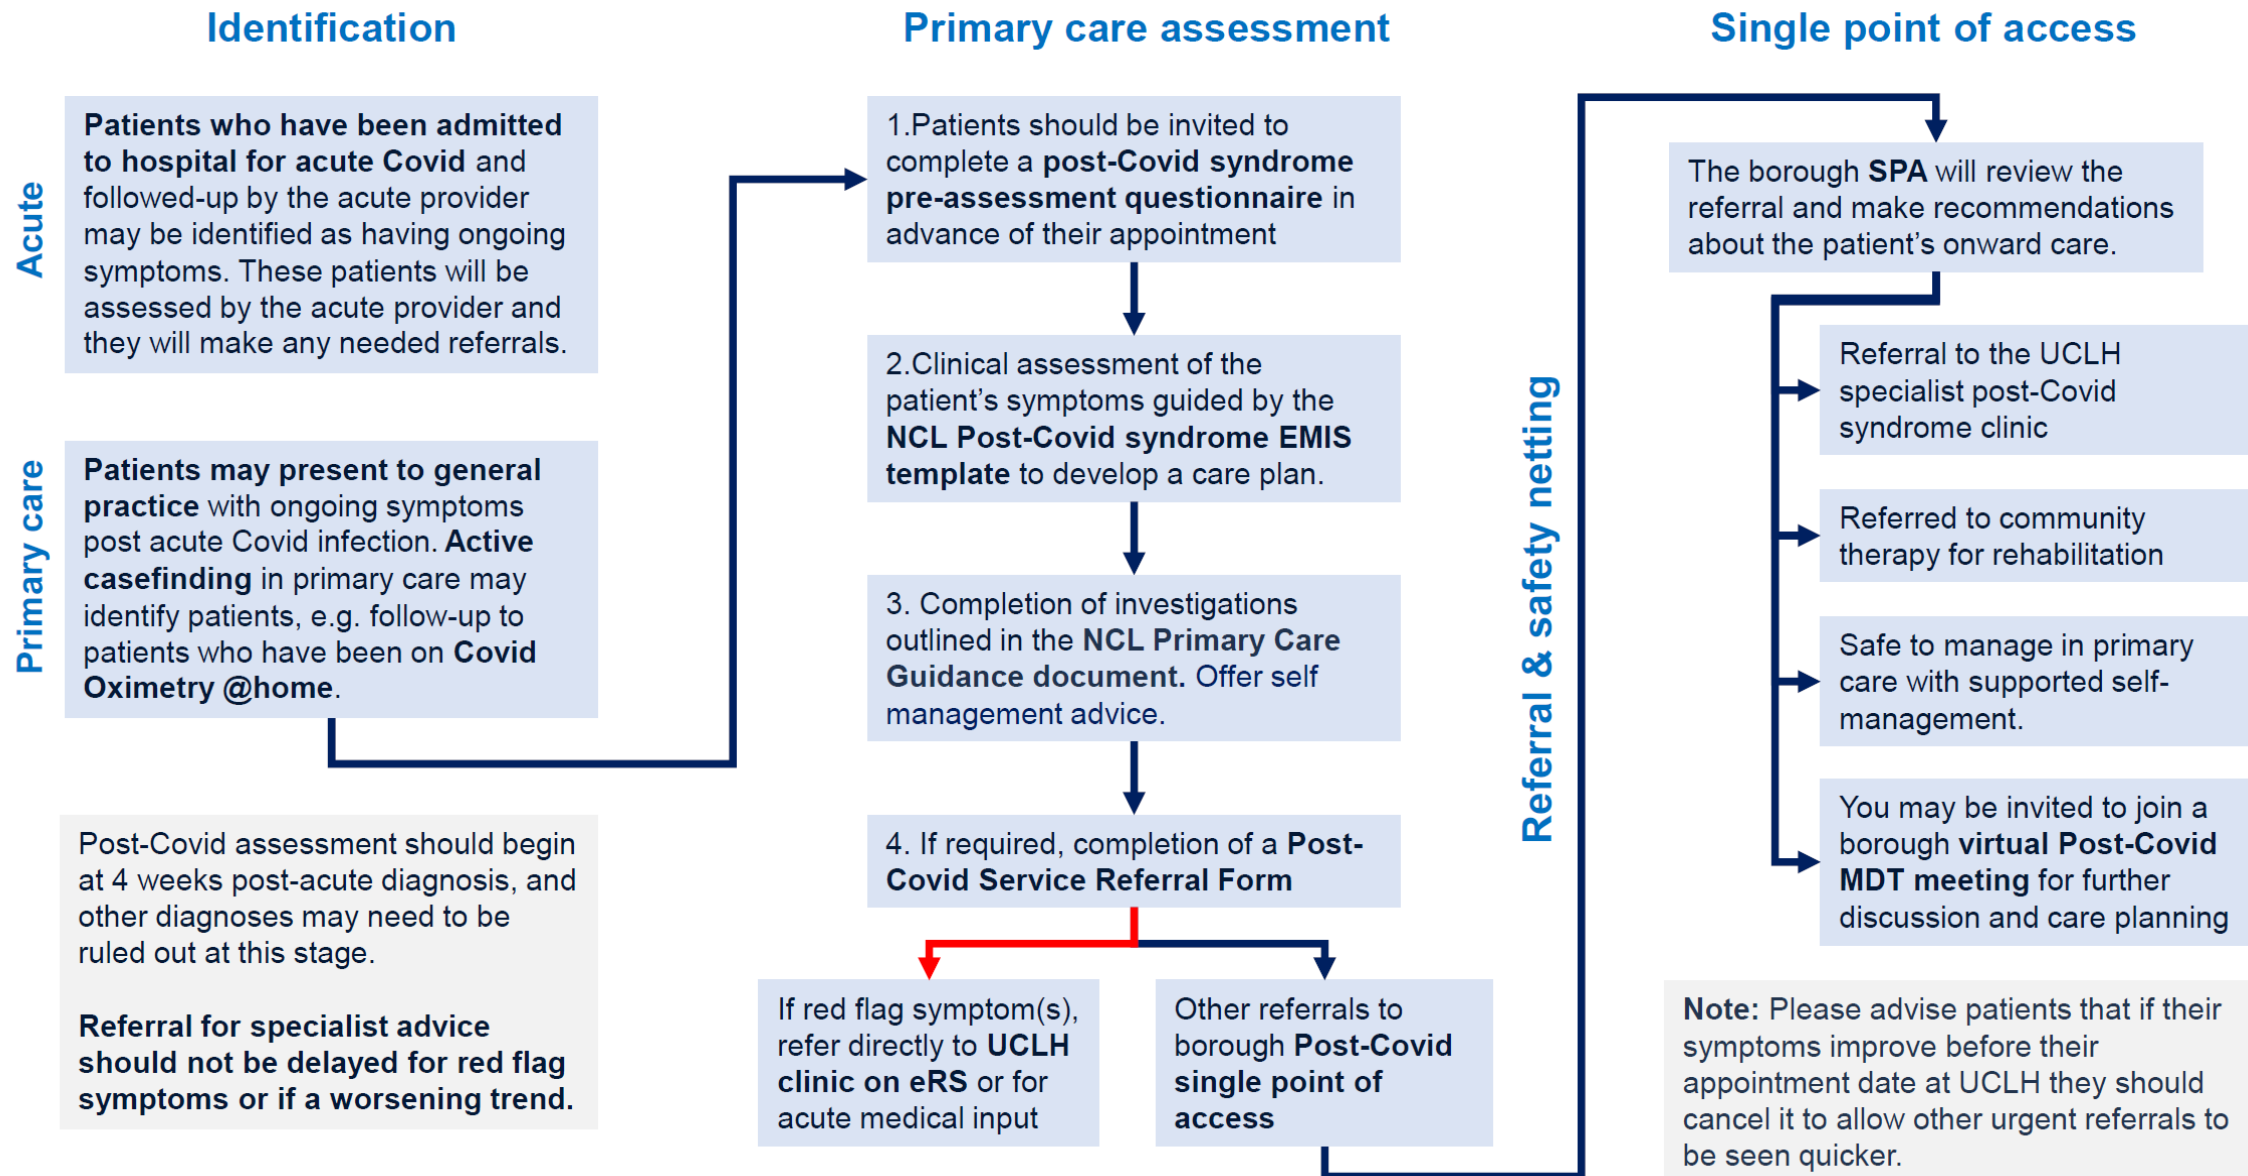 Identification
Acute
Patients who have been admitted
to hospital for acute Covid and
followed-up by the acute provider
may be identified as having ongoing
symptoms. These patients will be
assessed by the acute provider and
they will make any needed referrals.
Primary care
Patients may present to general
practice with ongoing symptoms
post acute Covid infection. Active
casefinding in primary care may
identify patients, e.g. follow-up to
patients who have been on Covid
Oximetry @home.
Post-Covid assessment should begin
at 4 weeks post-acute diagnosis, and
other diagnoses may need to be
ruled out at this stage.
Referral for specialist advice
should not be delayed for red flag
symptoms or if a worsening trend.
Primary care assessment
1.Patients should be invited to
complete a post-Covid syndrome
pre-assessment questionnaire in
advance of their appointment
2.Clinical assessment of the
patient's symptoms guided by the
NCL Post-Covid syndrome EMIS
template to develop a care plan.
3. Completion of investigations
outlined in the NCL Primary Care
Guidance document. Offer self
management advice.
4. If required, completion of a Post-
Covid Service Referral Form
If red flag symptom(s),
refer directly to UCLH
clinic on eRS or for
acute medical input
Other referrals to
borough Post-Covid
single point of
access
Referral & safety netting
Single point of access
The borough SPA will review the
referral and make recommendations
about the patient's onward care.
Referral to the UCLH
specialist post-Covid
syndrome clinic
Referred to community
therapy for rehabilitation
Safe to manage in primary
care with supported self-
management.
You may be invited to join a
borough virtual Post-Covid
MDT meeting for further
discussion and care planning
Note: Please advise patients that if their
symptoms improve before their
appointment date at UCLH they should
cancel it to allow other urgent referrals to
be seen quicker.